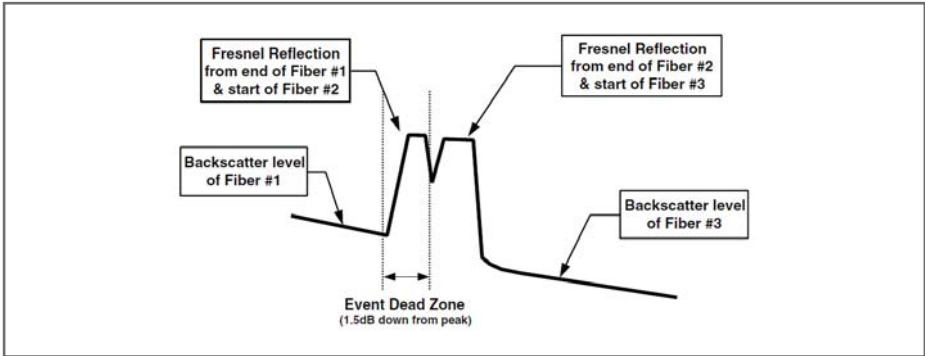 Fresnel Reflection
from end of Fiber #1
& start of Fiber #2
Fresnel Reflection
from end of Fiber #2
& start of Fiber #3
Backscatter level
of Fiber #1
Backscatter level
of Fiber #3
Event Dead Zone
(1.5dB down from peak)